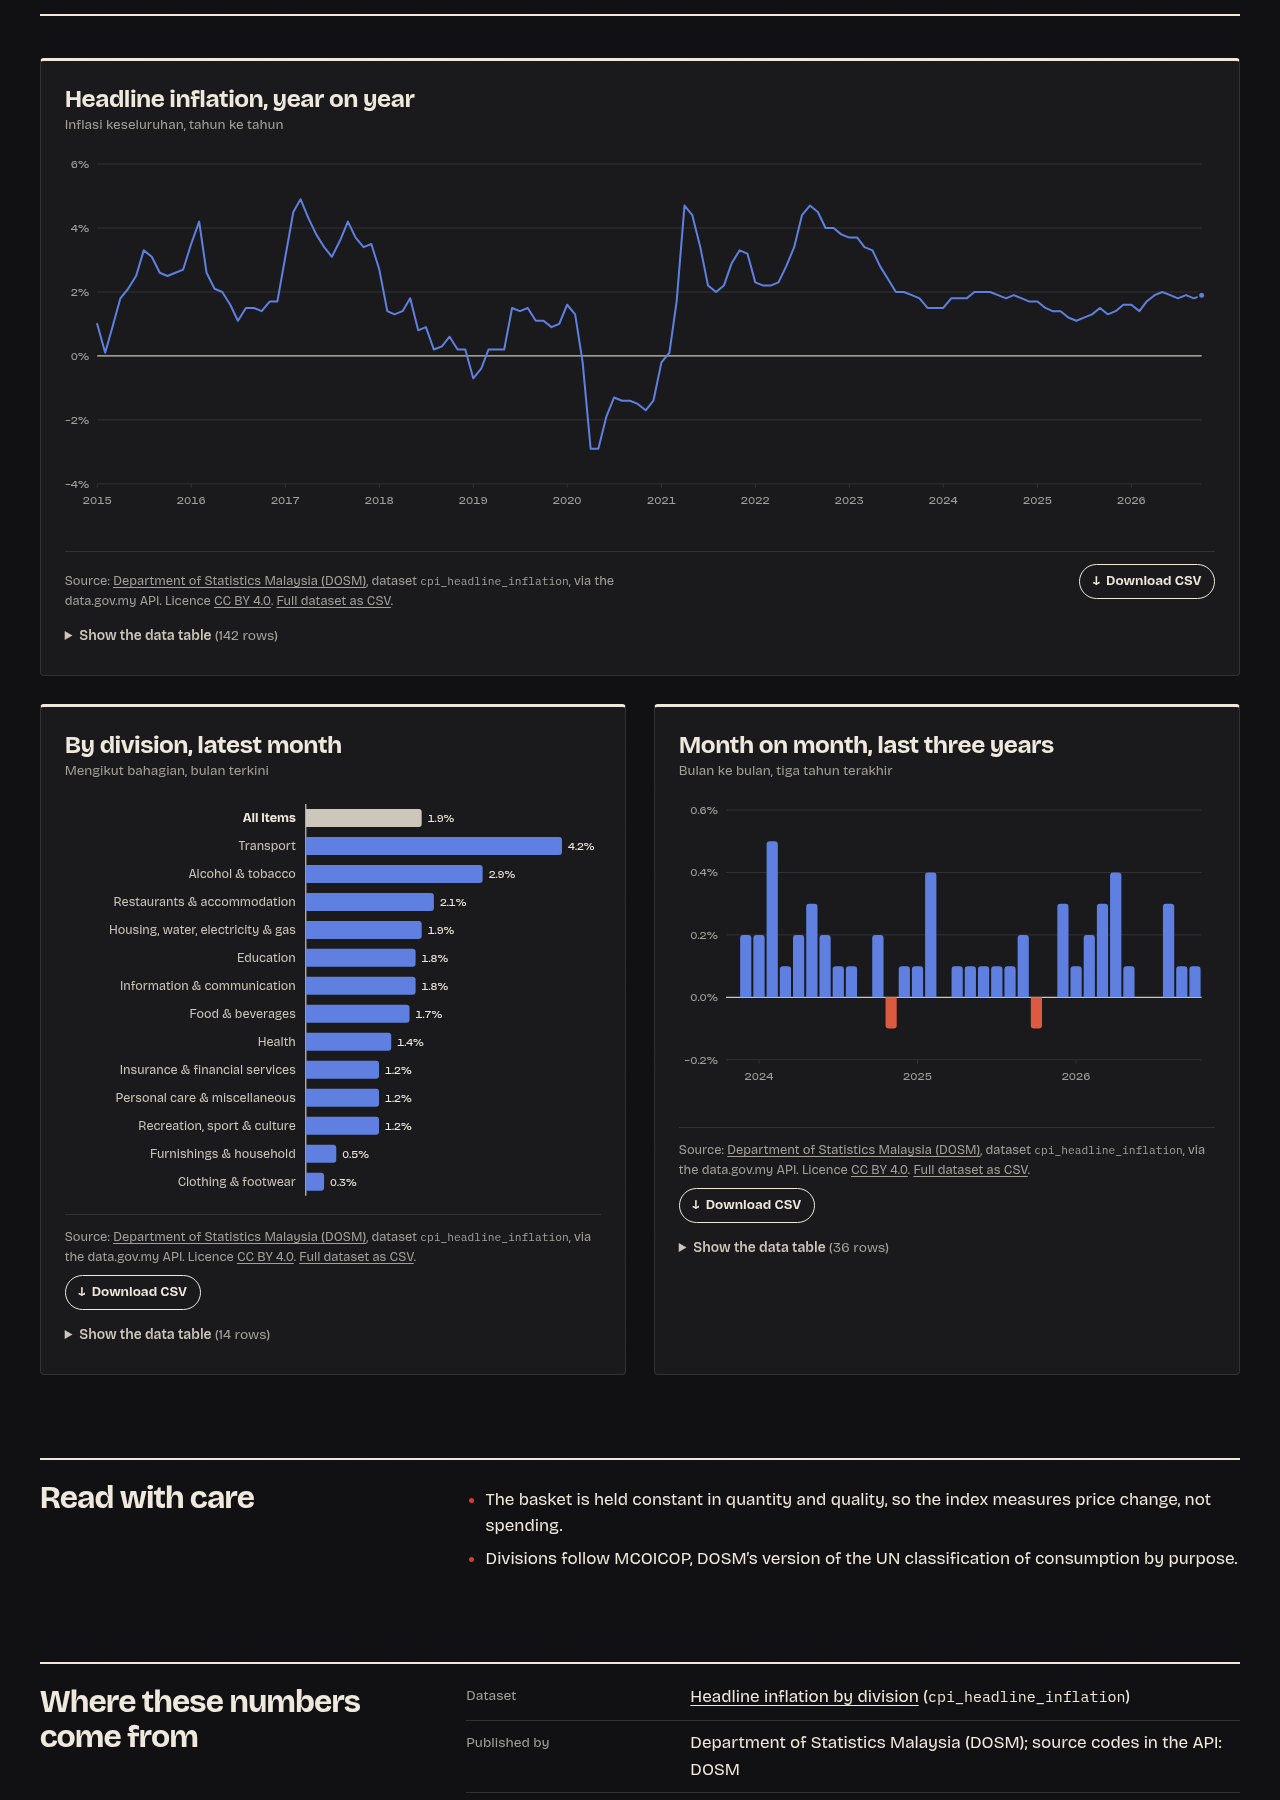 Headline inflation, year on year
Inflasi keseluruhan, tahun ke tahun
6%
4%
2%
0%
−2%
−4%
2015 2016 2017 2018 2019 2020 2021 2022 2023 2024 2025 2026
Source: Department of Statistics Malaysia (DOSM), dataset cpi_headline_inflation, via the
data.gov.my API. Licence CC BY 4.0. Full dataset as CSV.
↓ Download CSV
▶ Show the data table (142 rows)
By division, latest month
Mengikut bahagian, bulan terkini
All items 1.9%
Transport 4.2%
Alcohol & tobacco 2.9%
Restaurants & accommodation 2.1%
Housing, water, electricity & gas 1.9%
Education 1.8%
Information & communication 1.8%
Food & beverages 1.7%
Health 1.4%
Insurance & financial services 1.2%
Personal care & miscellaneous 1.2%
Recreation, sport & culture 1.2%
Furnishings & household 0.5%
Clothing & footwear 0.3%
Source: Department of Statistics Malaysia (DOSM), dataset cpi_headline_inflation, via
the data.gov.my API. Licence CC BY 4.0. Full dataset as CSV.
↓ Download CSV
▶ Show the data table (14 rows)
Month on month, last three years
Bulan ke bulan, tiga tahun terakhir
0.6%
0.4%
0.2%
0.0%
−0.2%
2024 2025 2026
Source: Department of Statistics Malaysia (DOSM), dataset cpi_headline_inflation, via
the data.gov.my API. Licence CC BY 4.0. Full dataset as CSV.
↓ Download CSV
▶ Show the data table (36 rows)
Read with care
• The basket is held constant in quantity and quality, so the index measures price change, not
spending.
• Divisions follow MCOICOP, DOSM’s version of the UN classification of consumption by purpose.
Where these numbers
come from
Dataset Headline inflation by division (cpi_headline_inflation)
Published by Department of Statistics Malaysia (DOSM); source codes in the API:
DOSM